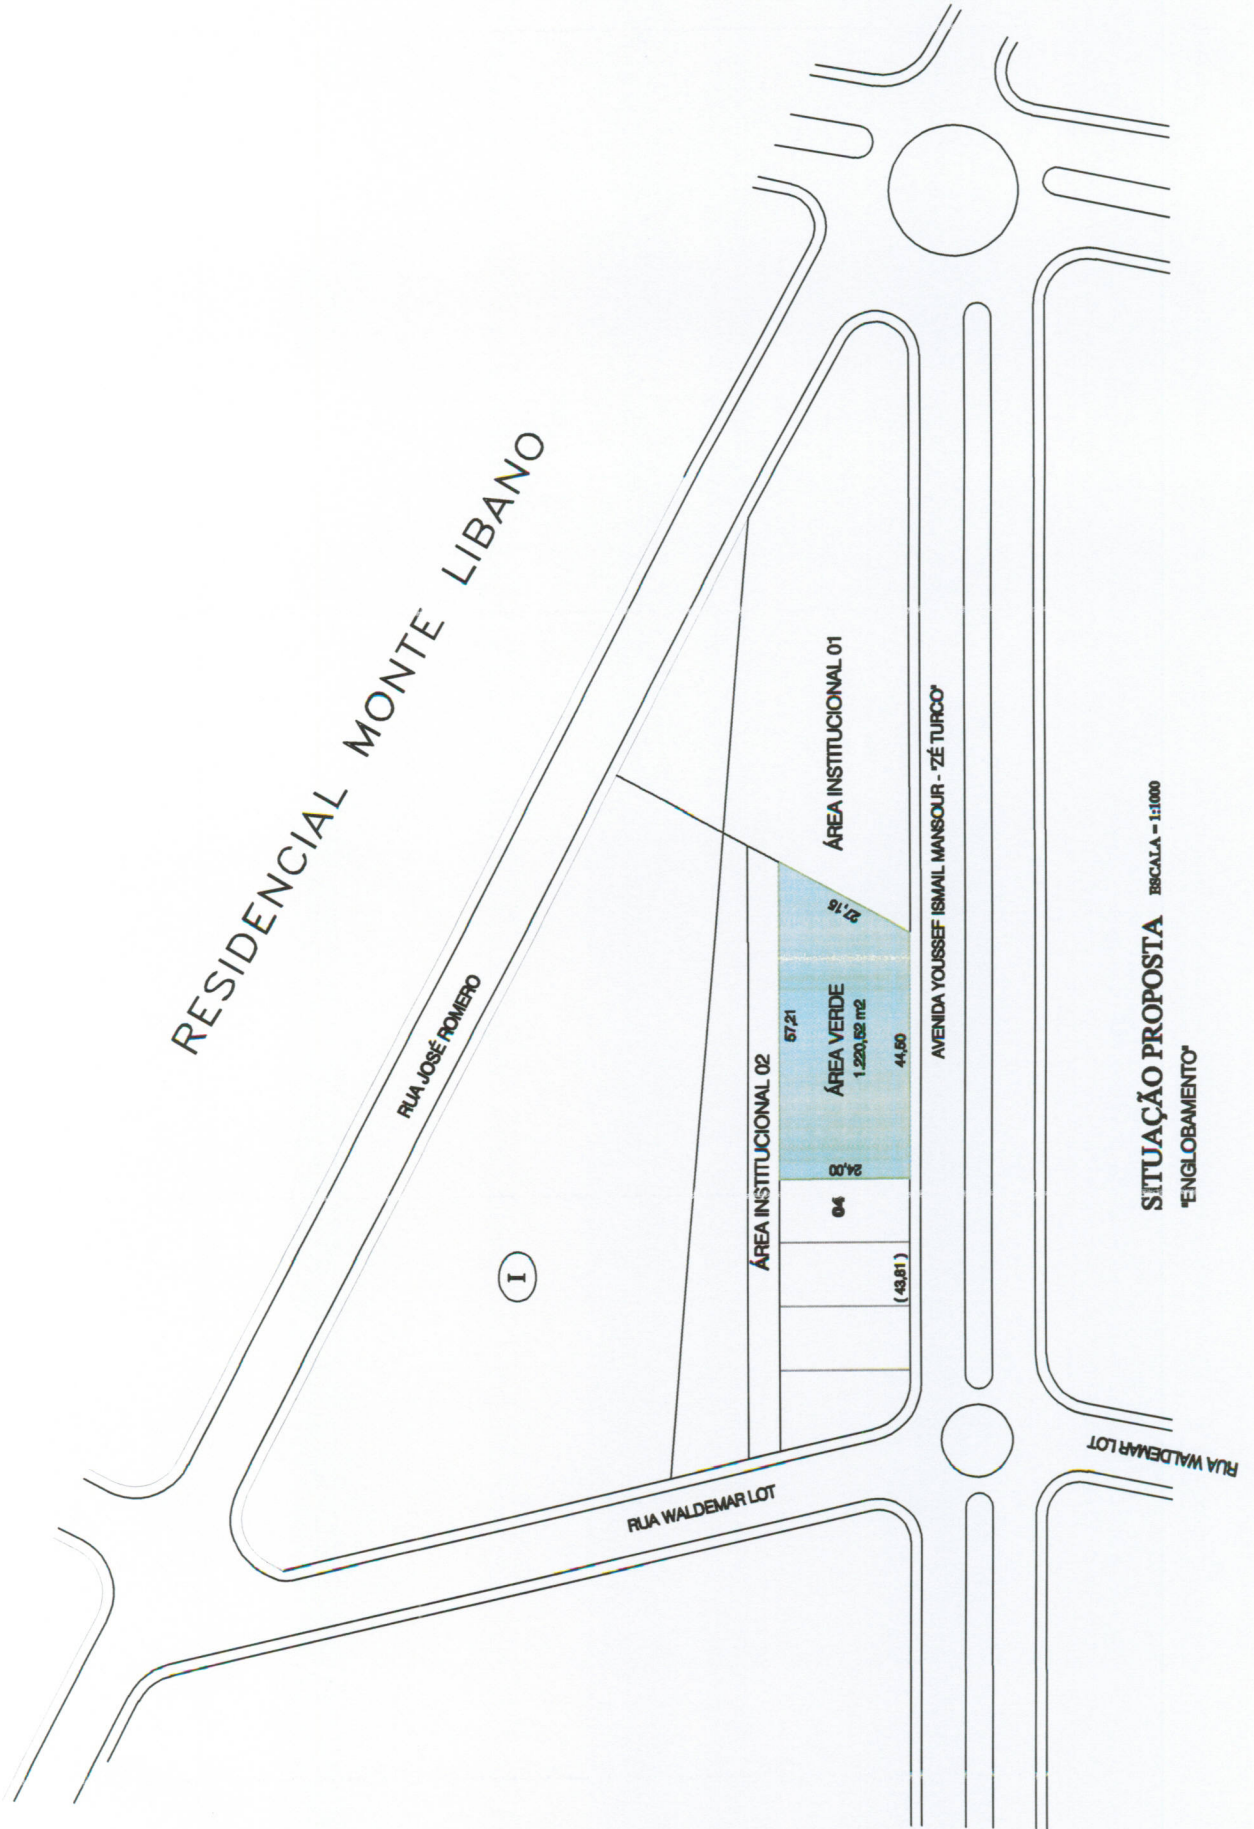 RESIDENCIAL MONTE LIBANO
RUA JOSÉ ROMERO
I
RUA WALDEMAR LOT
ÁREA INSTITUCIONAL 02
57,21
ÁREA VERDE
1.220,52 m2
24,00
27,15
44,50
04
( 43,81 )
ÁREA INSTITUCIONAL 01
AVENIDA YOUSSEF ISMAIL MANSOUR - "ZÉ TURCO"
RUA WALDEMAR LOT
SITUAÇÃO PROPOSTA ESCALA = 1:1000
"ENGLOBAMENTO"